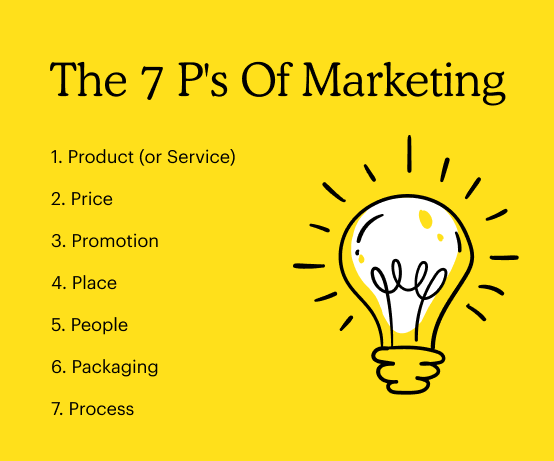 The 7 P's Of Marketing
1. Product (or Service)
2. Price
3. Promotion
4. Place
5. People
6. Packaging
7. Process